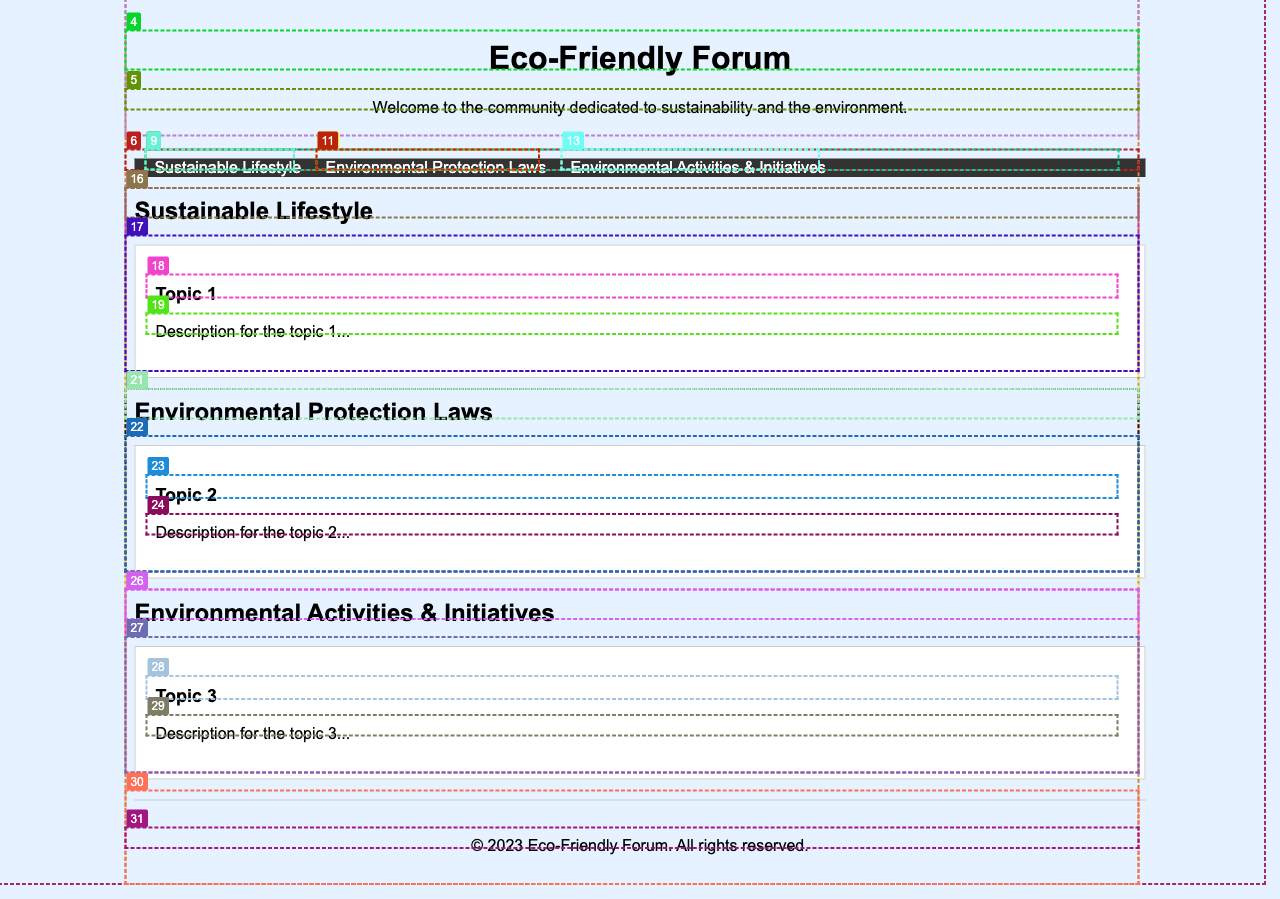 4
Eco-Friendly Forum
5
Welcome to the community dedicated to sustainability and the environment.
6 9 11 13
Sustainable Lifestyle Environmental Protection Laws Environmental Activities & Initiatives
16
Sustainable Lifestyle
17
18
Topic 1
19
Description for the topic 1...
21
Environmental Protection Laws
22
23
Topic 2
24
Description for the topic 2...
26
Environmental Activities & Initiatives
27
28
Topic 3
29
Description for the topic 3...
30
31
© 2023 Eco-Friendly Forum. All rights reserved.